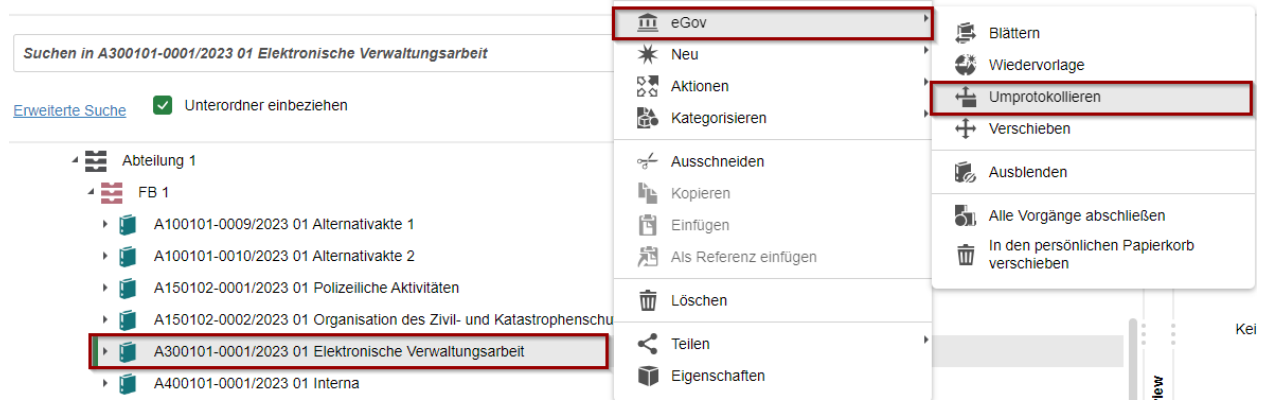 Suchen in A300101-0001/2023 01 Elektronische Verwaltungsarbeit
Erweiterte Suche
Unterordner einbeziehen
Abteilung 1
FB 1
A100101-0009/2023 01 Alternativakte 1
A100101-0010/2023 01 Alternativakte 2
A150102-0001/2023 01 Polizeiliche Aktivitäten
A150102-0002/2023 01 Organisation des Zivil- und Katastrophenschu
A300101-0001/2023 01 Elektronische Verwaltungsarbeit
A400101-0001/2023 01 Interna
eGov
Neu
Aktionen
Kategorisieren
Ausschneiden
Kopieren
Einfügen
Als Referenz einfügen
Löschen
Teilen
Eigenschaften
Blättern
Wiedervorlage
Umprotokollieren
Verschieben
Ausblenden
Alle Vorgänge abschließen
In den persönlichen Papierkorb
verschieben
Kei